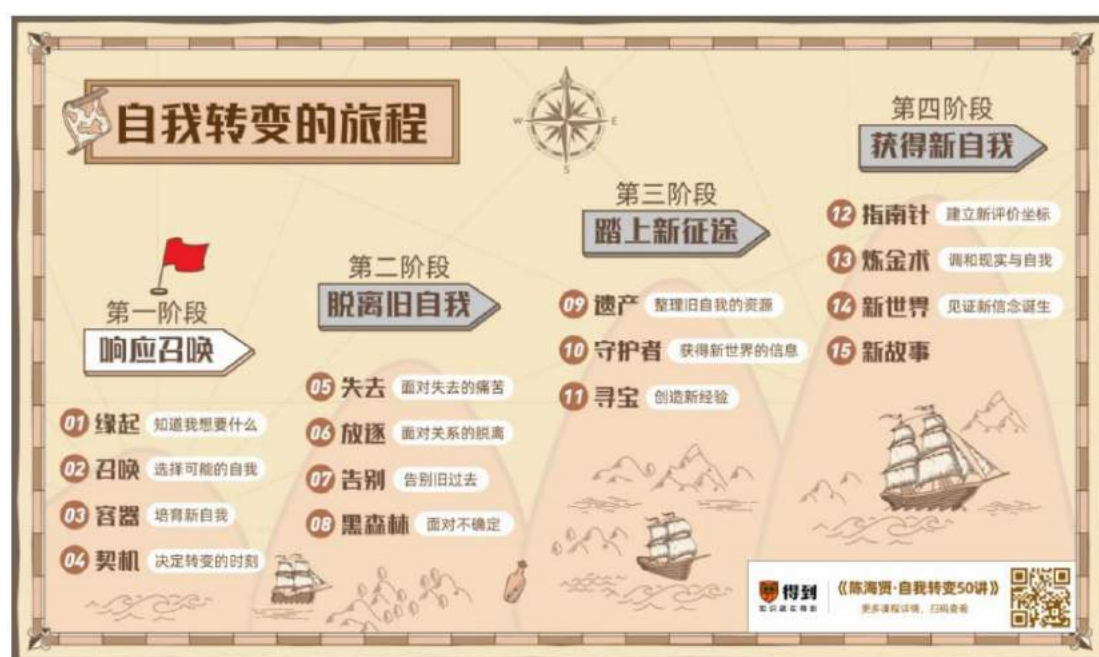 自我转变的旅程
N
W
E
S
第一阶段
响应召唤
01 缘起 知道我想要什么
02 召唤 选择可能的自我
03 容器 培育新自我
04 契机 决定转变的时刻
第二阶段
脱离旧自我
05 失去 面对失去的痛苦
06 放逐 面对关系的脱离
07 告别 告别旧过去
08 黑森林 面对不确定
第三阶段
踏上新征途
09 遗产 整理旧自我的资源
10 守护者 获得新世界的信息
11 寻宝 创造新经验
第四阶段
获得新自我
12 指南针 建立新评价坐标
13 炼金术 调和现实与自我
14 新世界 见证新信念诞生
15 新故事
得到
知识就在得到
《陈海贤·自我转变50讲》
更多课程详情，扫码查看